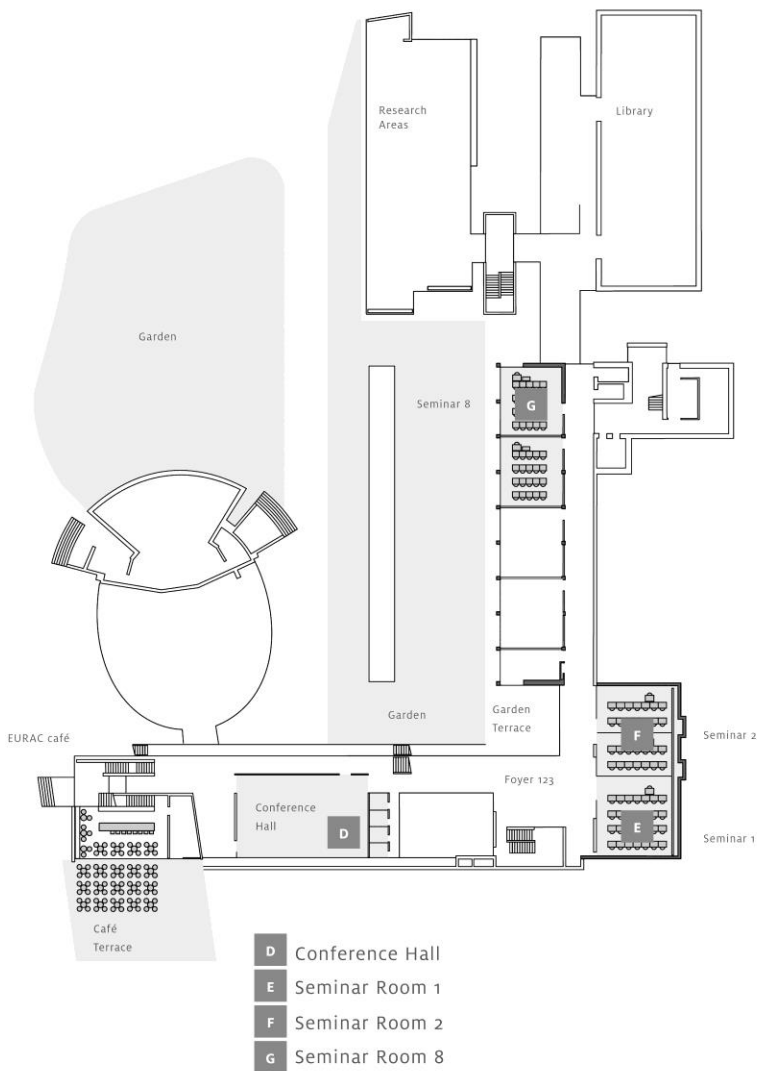 Research
Areas
Library
Garden
Seminar 8
G
Garden
Garden
Terrace
EURAC café
Seminar 2
F
Foyer 123
Conference
Hall
D
E
Seminar 1
Café
Terrace
D Conference Hall
E Seminar Room 1
F Seminar Room 2
G Seminar Room 8